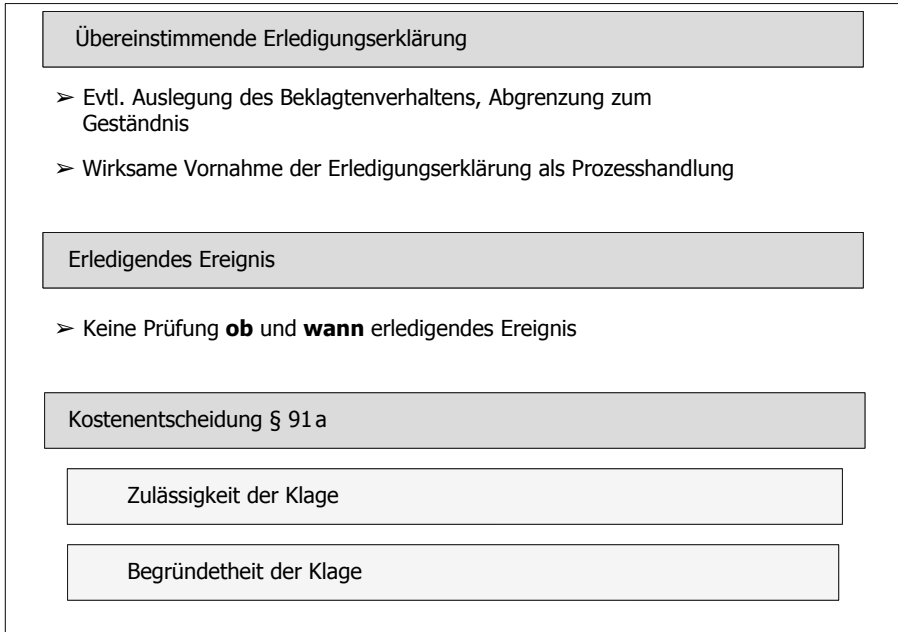 Übereinstimmende Erledigungserklärung
➢ Evtl. Auslegung des Beklagtenverhaltens, Abgrenzung zum
Geständnis
➢ Wirksame Vornahme der Erledigungserklärung als Prozesshandlung
Erledigendes Ereignis
➢ Keine Prüfung ob und wann erledigendes Ereignis
Kostenentscheidung § 91a
Zulässigkeit der Klage
Begründetheit der Klage